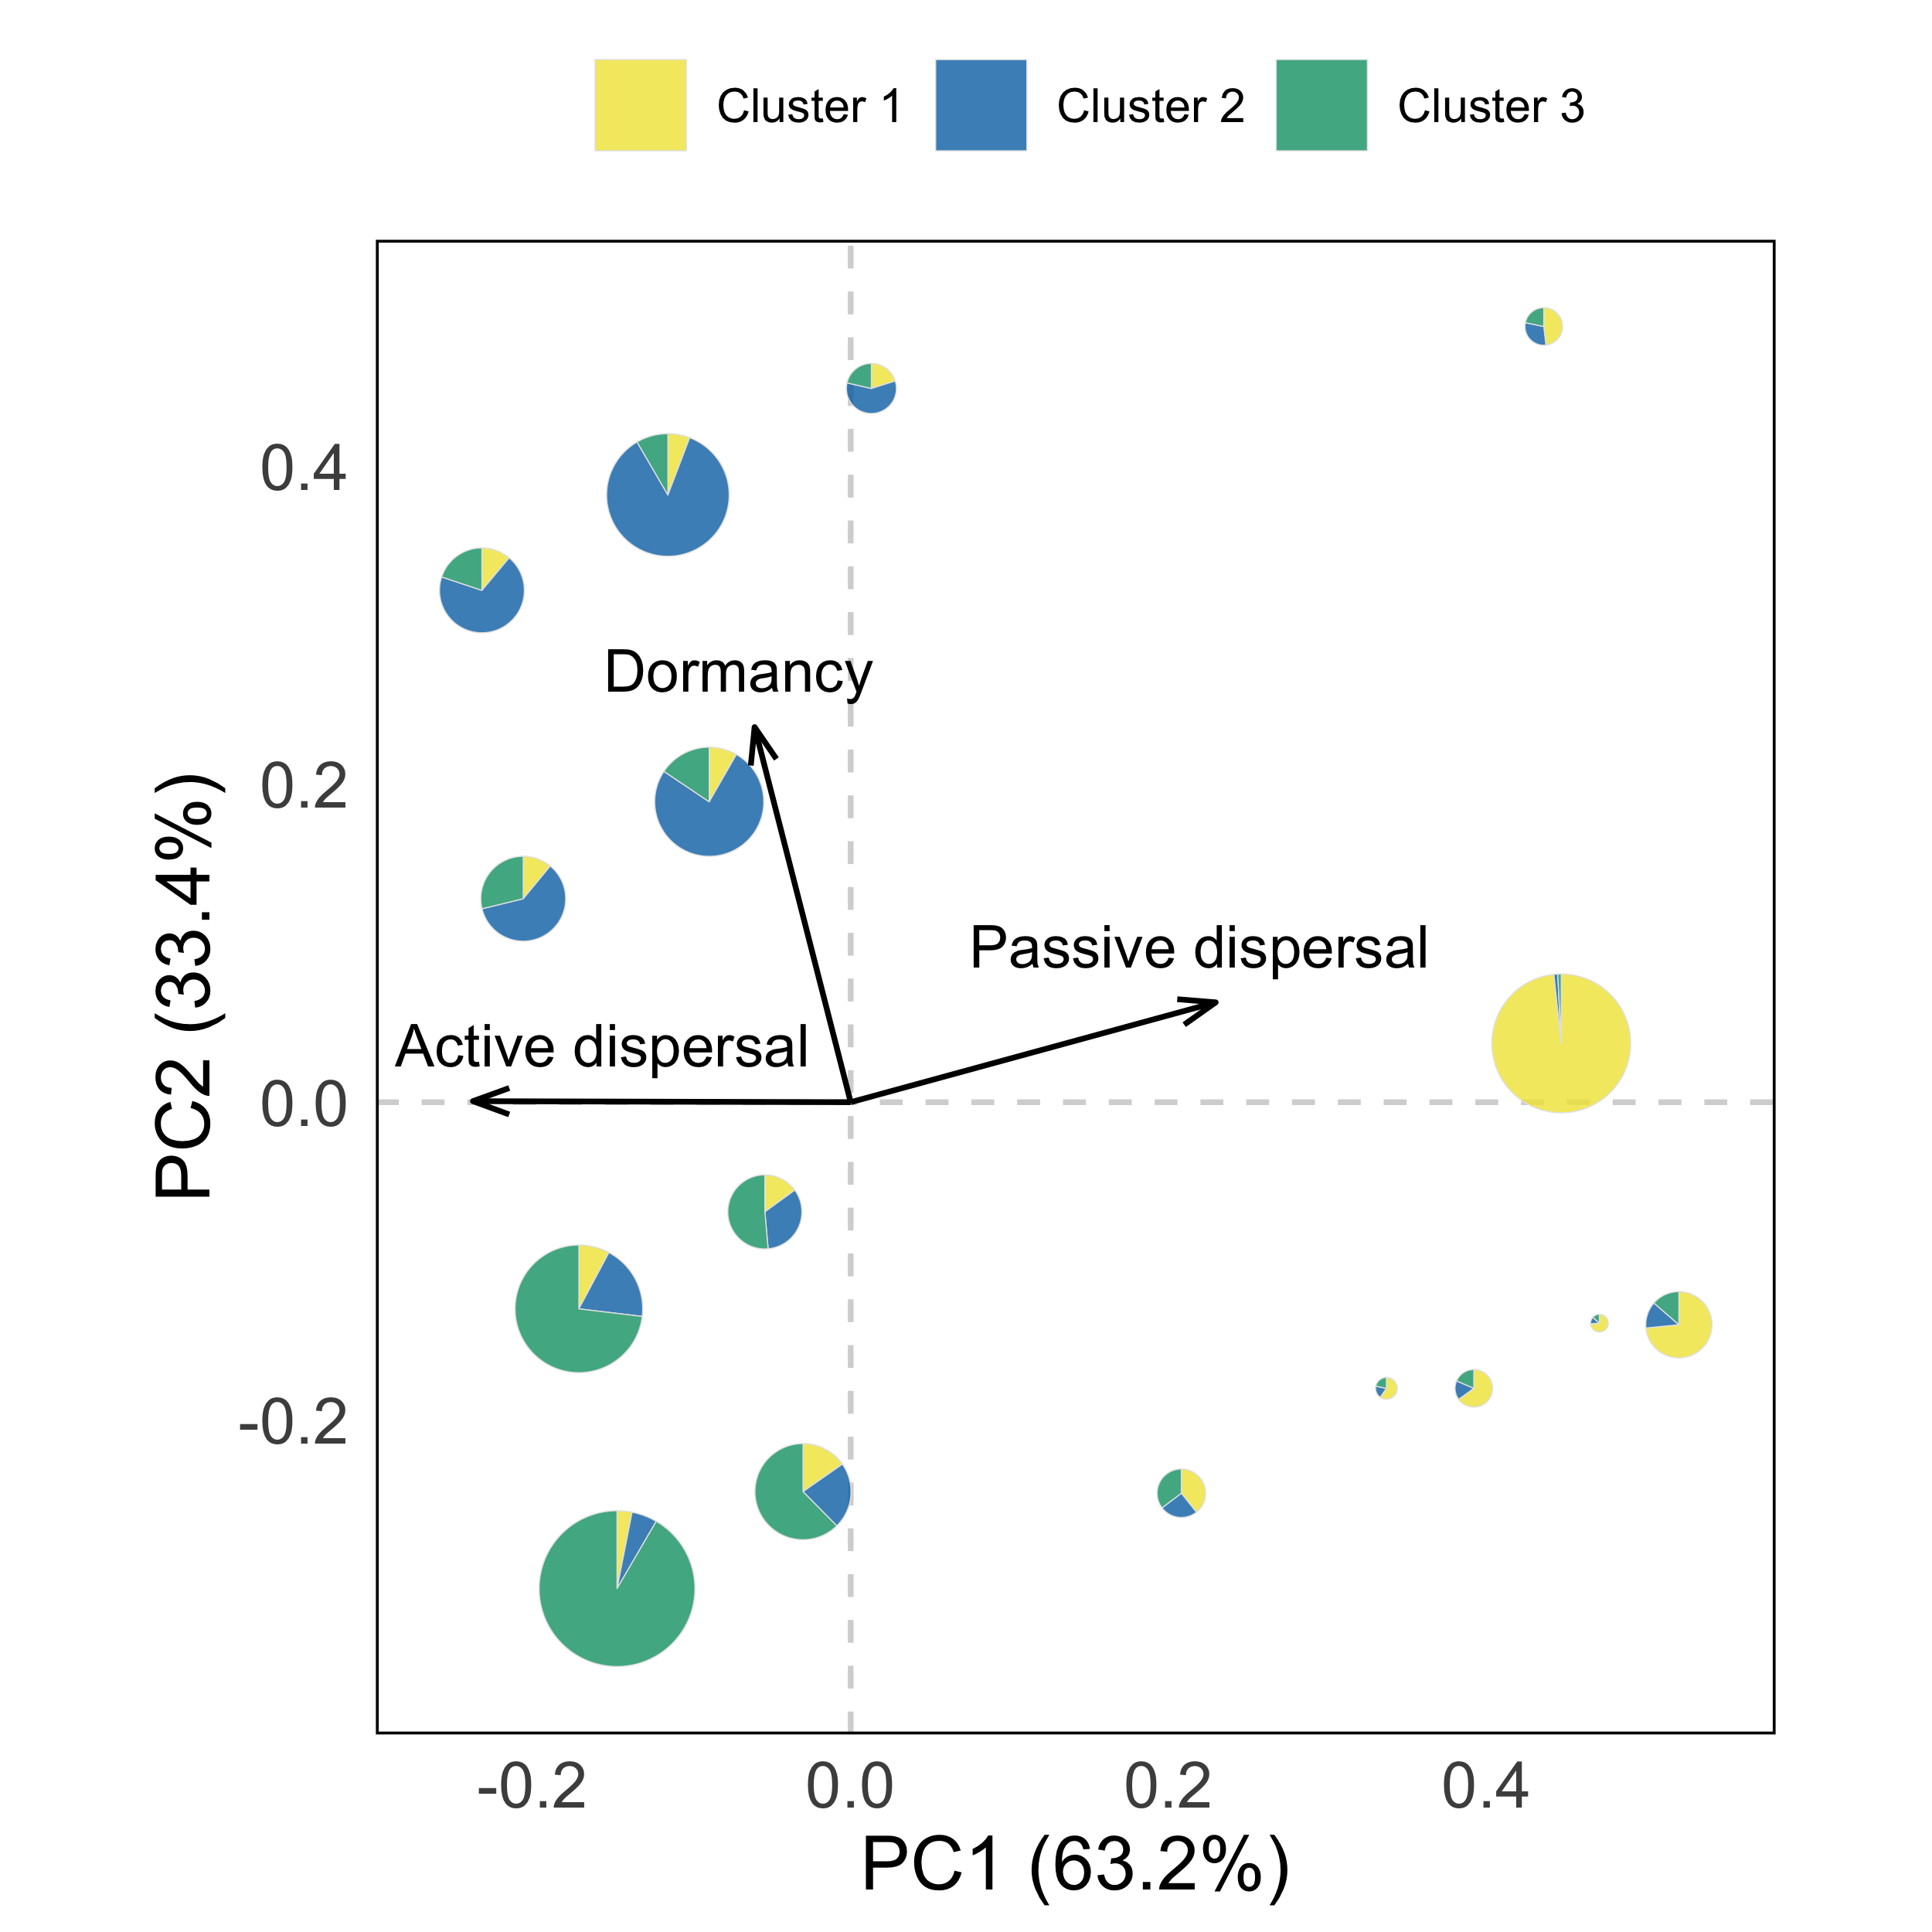 Cluster 1 Cluster 2 Cluster 3
Dormancy
Passive dispersal
Active dispersal
0.4
0.2
0.0
-0.2
PC2 (33.4%)
-0.2 0.0 0.2 0.4
PC1 (63.2%)